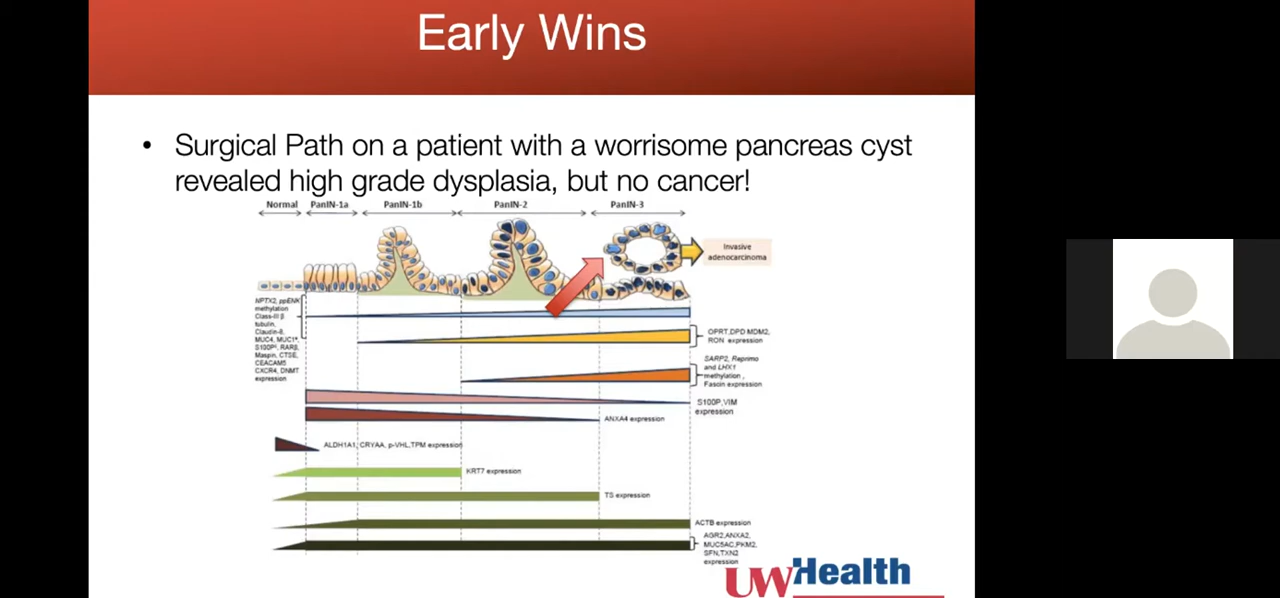 Early Wins
• Surgical Path on a patient with a worrisome pancreas cyst
revealed high grade dysplasia, but no cancer!
Normal PanIN-1a PanIN-1b PanIN-2 PanIN-3
Invasive
adenocarcinoma
NPTX2, ppENK
methylation
Class-III β
tubulin,
Claudin-8,
MUC4, MUC1
S100P, RARβ,
Maspin, CTSE,
CEACAM5
CXCR4, DNMT
expression
OPRT,DPD MDM2,
RON expression
SARP2, Reprimo
and LHX1
methylation ,
Fascin expression
S100P,VIM
expression
ANXA4 expression
ALDH1A1, CRYAA, p-VHL,TPM expression
KRT7 expression
TS expression
ACTB expression
AGR2,ANXA2,
MUC5AC,PKM2,
SFN,TXN2
expression
UWHealth